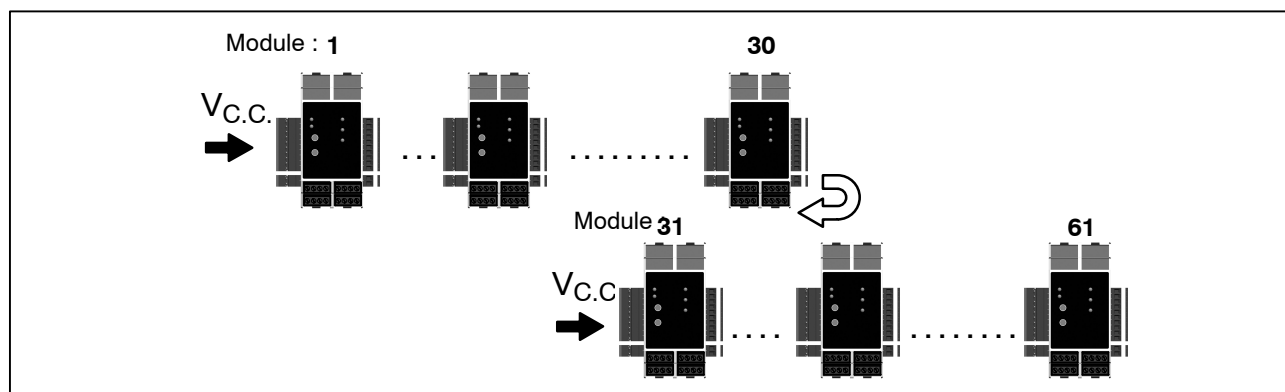 Module : 1
30
VC.C.
.... .........
Module : 31
61
VC.C
.... .........